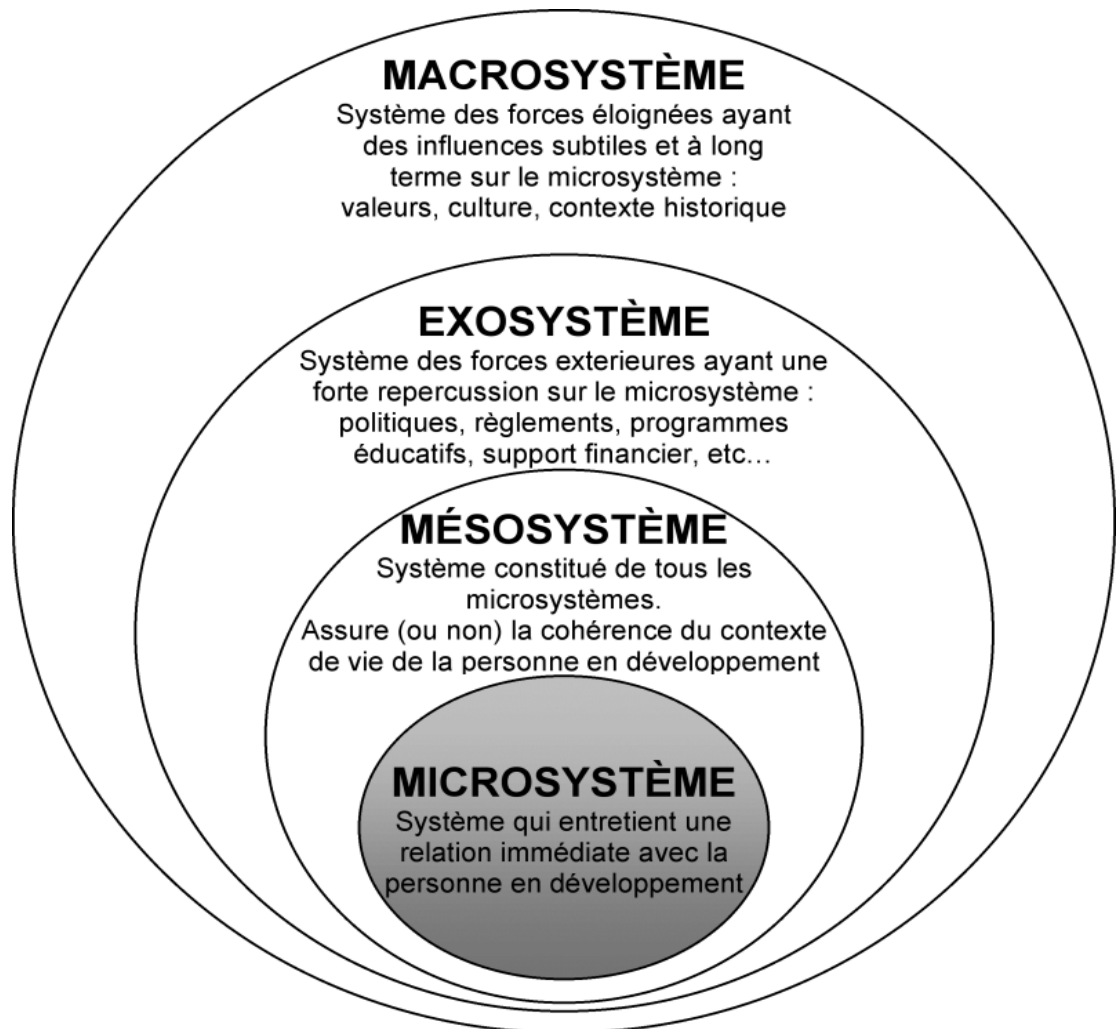 MACROSYSTÈME
Système des forces éloignées ayant
des influences subtiles et à long
terme sur le microsystème :
valeurs, culture, contexte historique
EXOSYSTÈME
Système des forces exterieures ayant une
forte repercussion sur le microsystème :
politiques, règlements, programmes
éducatifs, support financier, etc…
MÉSOSYSTÈME
Système constitué de tous les
microsystèmes.
Assure (ou non) la cohérence du contexte
de vie de la personne en développement
MICROSYSTÈME
Système qui entretient une
relation immédiate avec la
personne en développement